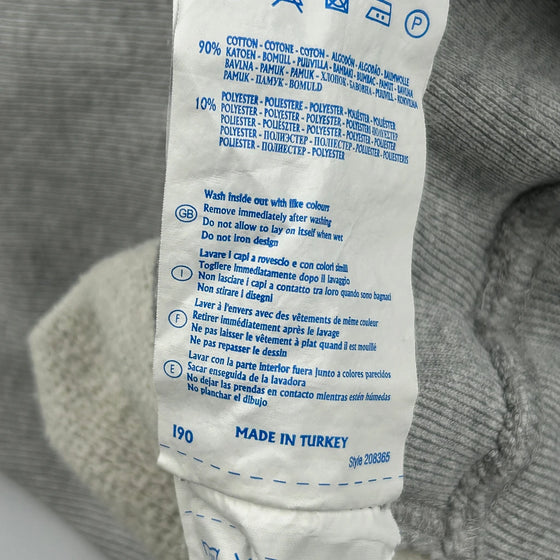 P
90% COTTON - COTONE - COTON - ALGODÓN - ALGODÃO - BAUMWOLLE
KATOEN - BOMULL - PUUVILLA - BAMBAKI - BUMBAC - PAMUT - BAVLNA
BAVLNA - PAMUK - PAMUK - ХЛОПОК - БАВОВНА - PUUVILL - KOKVILNA
PAMUK - ПАМУК - BOMULD
10% POLYESTER - POLIESTERE - POLYESTER - POLIÉSTER - POLIÉSTER
POLYESTER - POLYESTER - POLYESTERI
POLIESTER - POLIÉSZTER - POLYESTER - POLYESTER
POLYESTER - ПОЛИЭСТЕР - ПОЛІЕСТЕР - POLÜESTER
POLIESTER - ПОЛИЕСТЕР - POLYESTER
Wash inside out with like colours
GB Remove immediately after washing
Do not allow to lay on itself when wet
Do not iron design
Lavare i capi a rovescio e con colori simili
I Togliere immediatamente dopo il lavaggio
Non lasciare i capi a contatto tra loro quando sono bagnati
Non stirare i disegni
Laver à l'envers avec des vêtements de même couleur
F Retirer immédiatement après le lavage
Ne pas laisser le vêtement à plat quand il est mouillé
Ne pas repasser le dessin
Lavar con la parte interior fuera junto a colores parecidos
E Sacar enseguida de la lavadora
No dejar las prendas en contacto mientras estén húmedas
No planchar el dibujo
190 MADE IN TURKEY
Style 208365